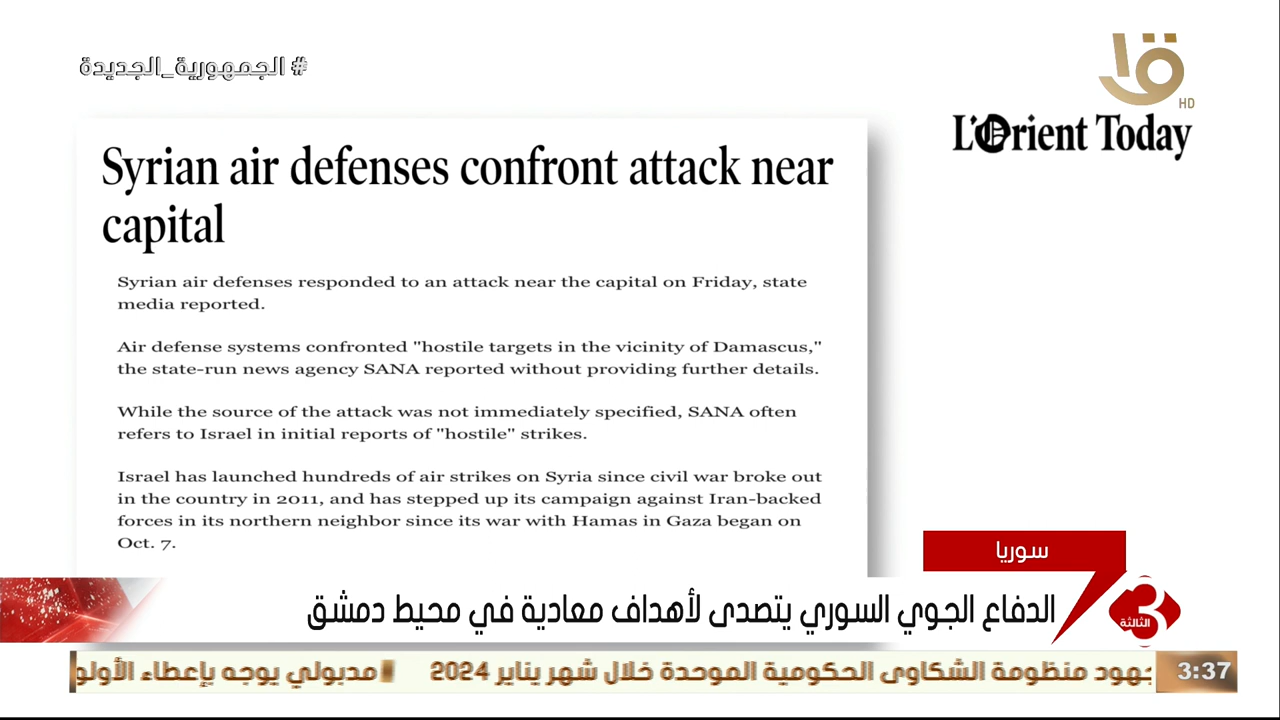 # الجمهورية_الجديدة
HD
L'Orient Today
Syrian air defenses confront attack near
capital
Syrian air defenses responded to an attack near the capital on Friday, state
media reported.
Air defense systems confronted "hostile targets in the vicinity of Damascus,"
the state-run news agency SANA reported without providing further details.
While the source of the attack was not immediately specified, SANA often
refers to Israel in initial reports of "hostile" strikes.
Israel has launched hundreds of air strikes on Syria since civil war broke out
in the country in 2011, and has stepped up its campaign against Iran-backed
forces in its northern neighbor since its war with Hamas in Gaza began on
Oct. 7.
سوريا
الدفاع الجوي السوري يتصدى لأهداف معادية في محيط دمشق
3 الثالثة
جهود منظومة الشكاوى الحكومية الموحدة خلال شهر يناير 2024 مدبولي يوجه بإعطاء الأولو
3:37